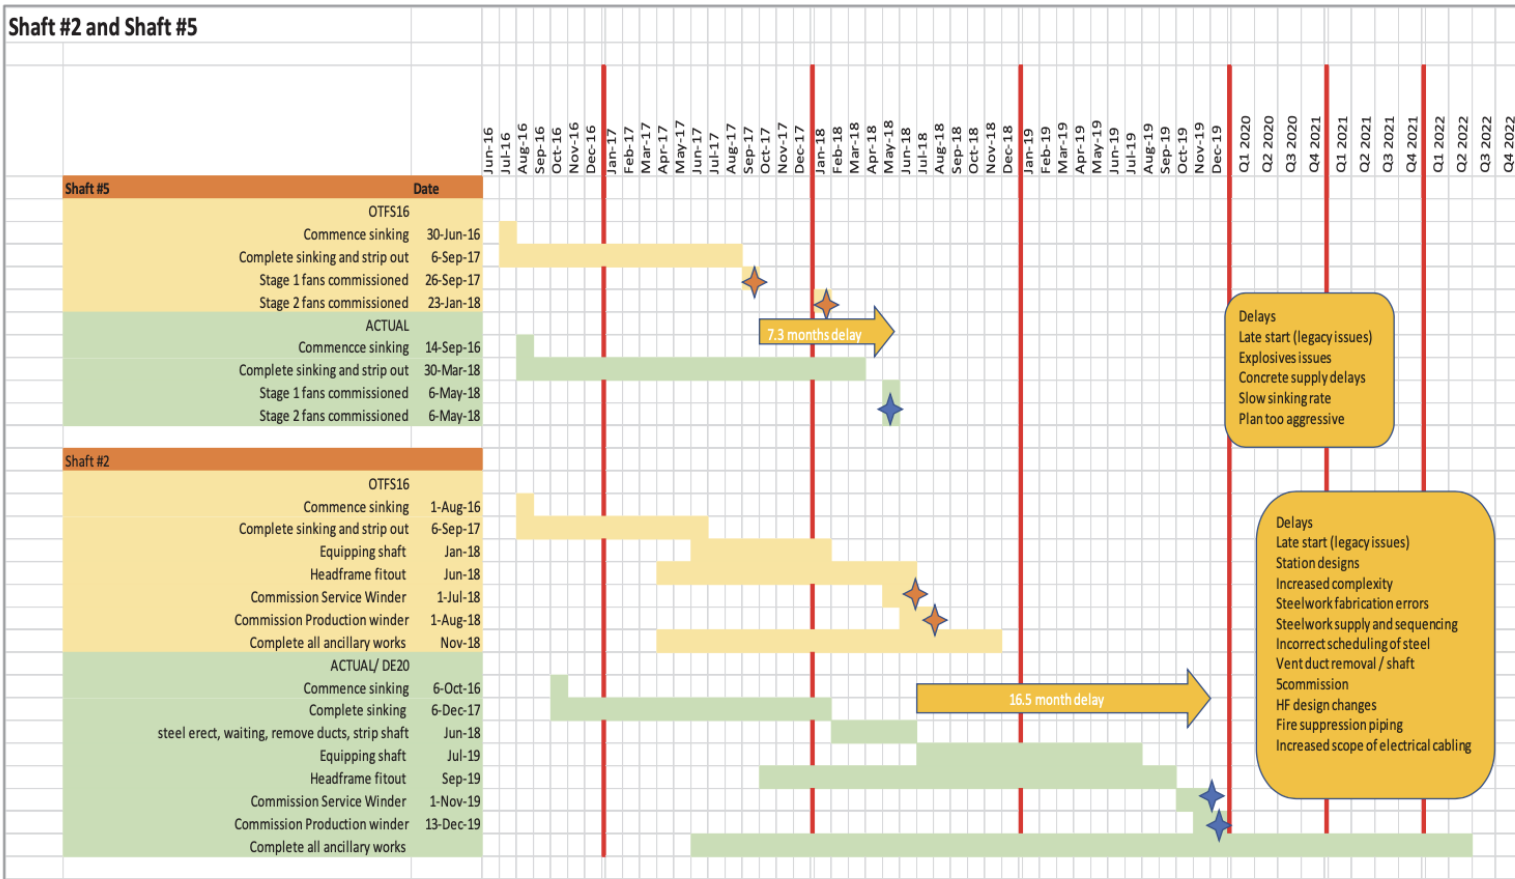 Shaft #2 and Shaft #5
Jun-16 Jul-16 Aug-16 Sep-16 Oct-16 Nov-16 Dec-16 Jan-17 Feb-17 Mar-17 Apr-17 May-17 Jun-17 Jul-17 Aug-17 Sep-17 Oct-17 Nov-17 Dec-17 Jan-18 Feb-18 Mar-18 Apr-18 May-18 Jun-18 Jul-18 Aug-18 Sep-18 Oct-18 Nov-18 Dec-18 Jan-19 Feb-19 Mar-19 Apr-19 May-19 Jun-19 Jul-19 Aug-19 Sep-19 Oct-19 Nov-19 Dec-19 Q1 2020 Q2 2020 Q3 2020 Q4 2021 Q1 2021 Q2 2021 Q3 2021 Q4 2021 Q1 2022 Q2 2022 Q3 2022 Q4 2022
Shaft #5 Date
OTFS16
Commence sinking 30-Jun-16
Complete sinking and strip out 6-Sep-17
Stage 1 fans commissioned 26-Sep-17
Stage 2 fans commissioned 23-Jan-18
ACTUAL
7.3 months delay
Commencce sinking 14-Sep-16
Complete sinking and strip out 30-Mar-18
Stage 1 fans commissioned 6-May-18
Stage 2 fans commissioned 6-May-18
Delays
Late start (legacy issues)
Explosives issues
Concrete supply delays
Slow sinking rate
Plan too aggressive
Shaft #2
OTFS16
Commence sinking 1-Aug-16
Complete sinking and strip out 6-Sep-17
Equipping shaft Jan-18
Headframe fitout Jun-18
Commission Service Winder 1-Jul-18
Commission Production winder 1-Aug-18
Complete all ancillary works Nov-18
ACTUAL/ DE20
Commence sinking 6-Oct-16
16.5 month delay
Complete sinking 6-Dec-17
steel erect, waiting, remove ducts, strip shaft Jun-18
Equipping shaft Jul-19
Headframe fitout Sep-19
Commission Service Winder 1-Nov-19
Commission Production winder 13-Dec-19
Complete all ancillary works
Delays
Late start (legacy issues)
Station designs
Increased complexity
Steelwork fabrication errors
Steelwork supply and sequencing
Incorrect scheduling of steel
Vent duct removal / shaft
5commission
HF design changes
Fire suppression piping
Increased scope of electrical cabling